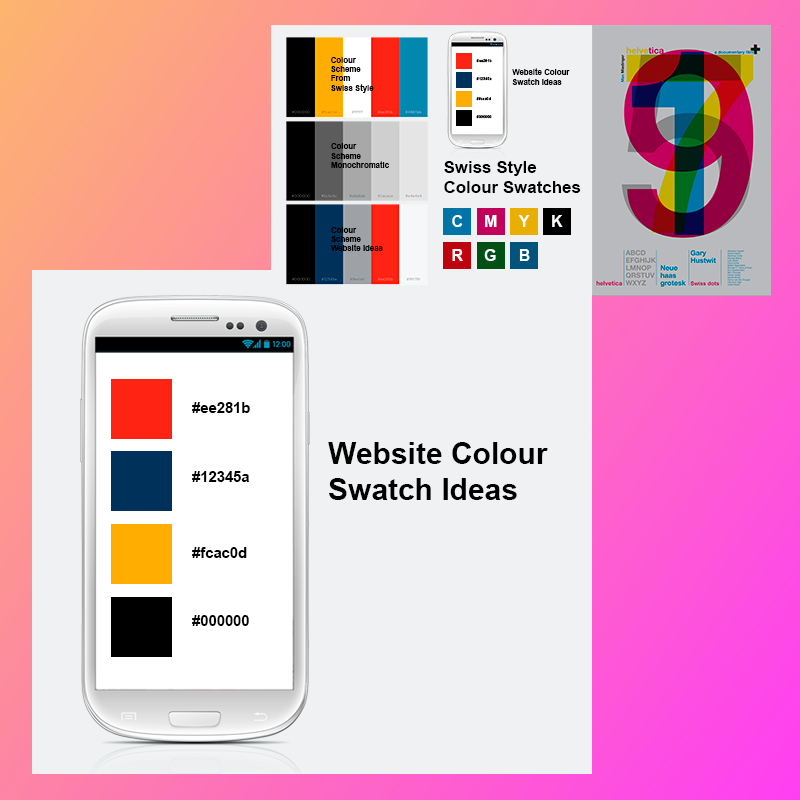 Colour
Scheme
From
Swiss Style
Colour
Scheme
Monochromatic
Colour
Scheme
Website Ideas
#ee281b
#12345a
#fcac0d
#000000
Website Colour
Swatch Ideas
Swiss Style
Colour Swatches
C M Y K
R G B
helvetica
a documentary film
Max Miedinger
helvetica
ABCD
EFGHIJK
LMNOP
QRSTUV
WXYZ
Neue
haas
grotesk
Gary
Hustwit
Swiss dots
12:00
#ee281b
#12345a
#fcac0d
#000000
Website Colour
Swatch Ideas